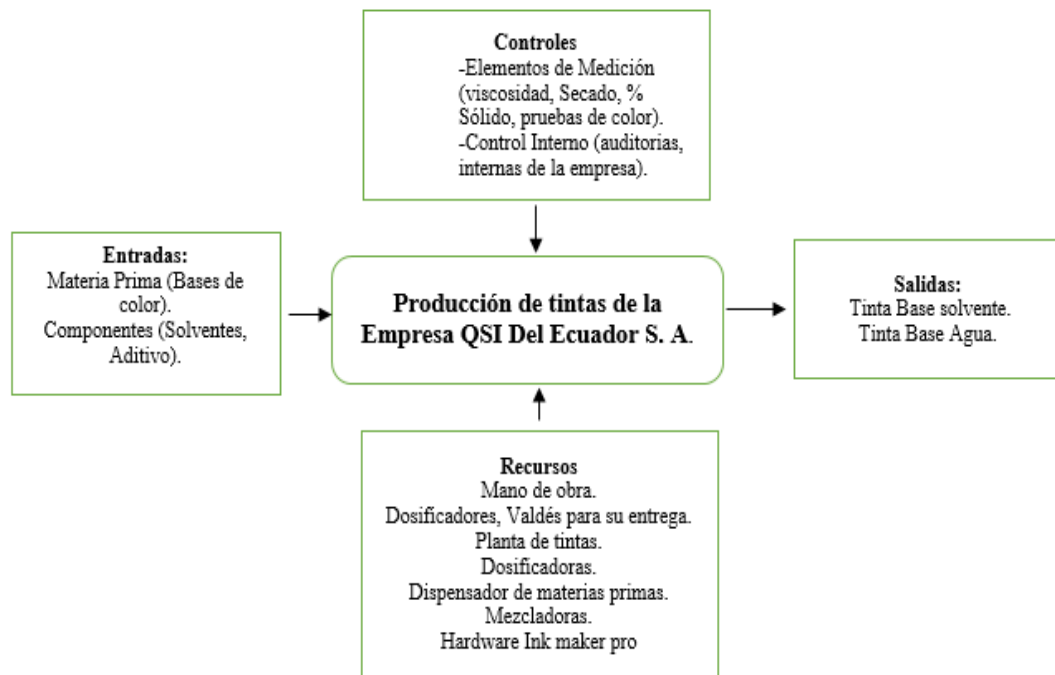 Controles
-Elementos de Medición
(viscosidad, Secado, %
Sólido, pruebas de color).
-Control Interno (auditorias,
internas de la empresa).
Entradas:
Materia Prima (Bases de
color).
Componentes (Solventes,
Aditivo).
Producción de tintas de la
Empresa QSI Del Ecuador S. A.
Salidas:
Tinta Base solvente.
Tinta Base Agua.
Recursos
Mano de obra.
Dosificadores, Valdés para su entrega.
Planta de tintas.
Dosificadoras.
Dispensador de materias primas.
Mezcladoras.
Hardware Ink maker pro